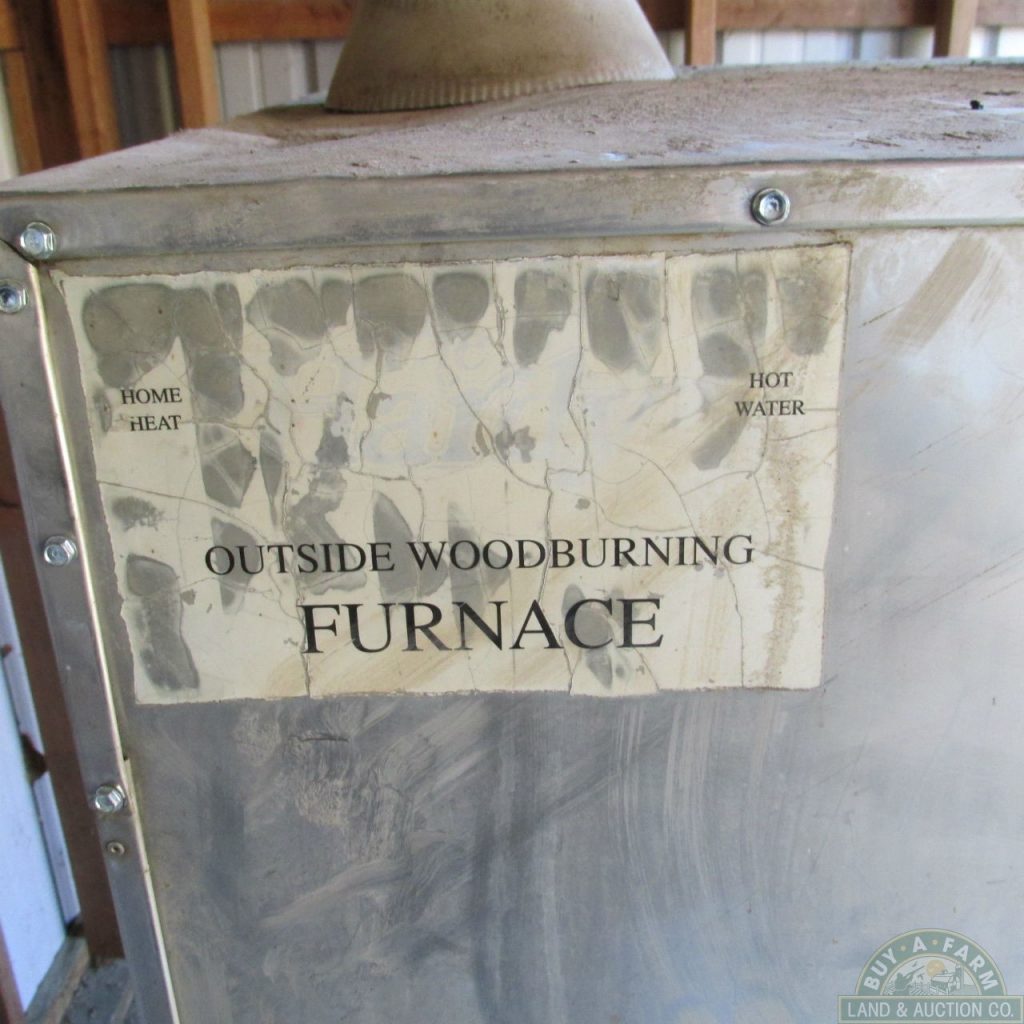 HOME
HEAT
HOT
WATER
OUTSIDE WOODBURNING
FURNACE
BUY·A·FARM
LAND & AUCTION CO.